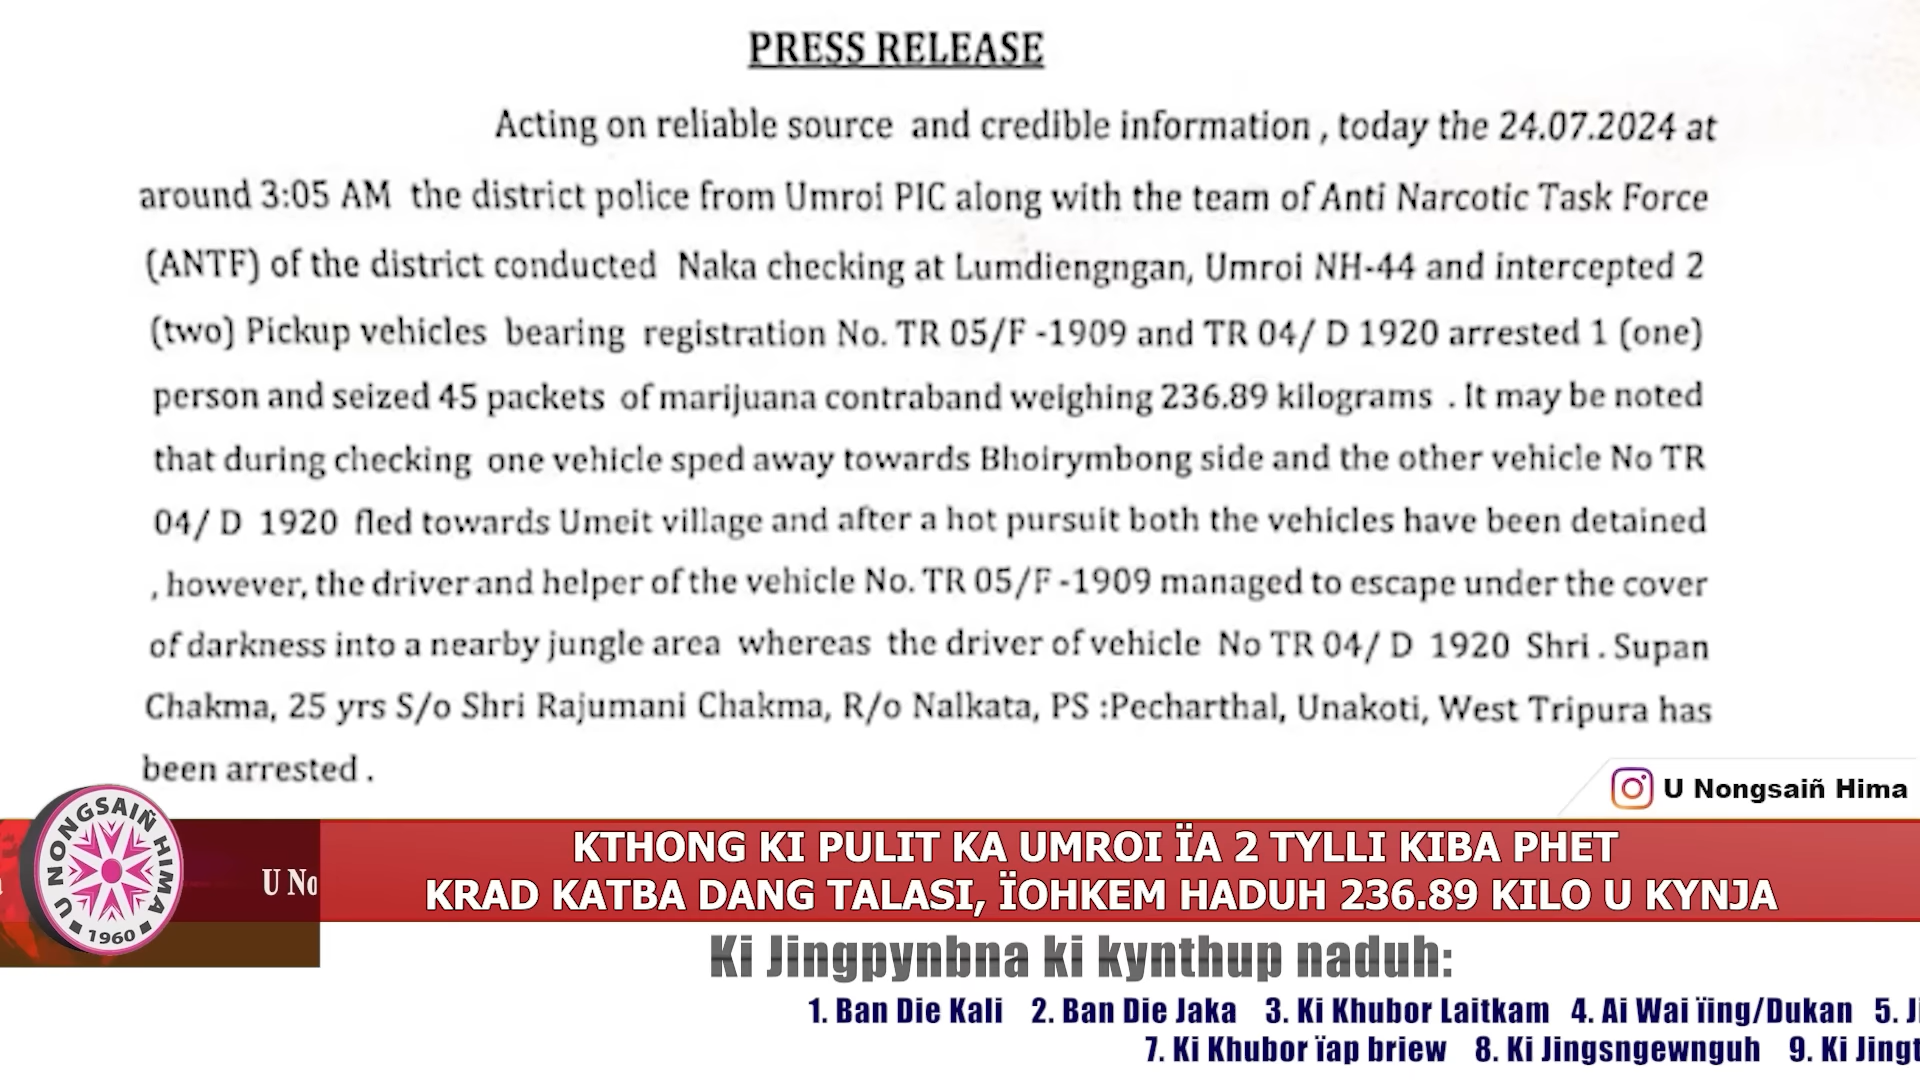 PRESS RELEASE
Acting on reliable source and credible information , today the 24.07.2024 at
around 3:05 AM the district police from Umroi PIC along with the team of Anti Narcotic Task Force
(ANTF) of the district conducted Naka checking at Lumdiengngan, Umroi NH-44 and intercepted 2
(two) Pickup vehicles bearing registration No. TR 05/F -1909 and TR 04/ D 1920 arrested 1 (one)
person and seized 45 packets of marijuana contraband weighing 236.89 kilograms . It may be noted
that during checking one vehicle sped away towards Bhoirymbong side and the other vehicle No TR
04/ D 1920 fled towards Umeit village and after a hot pursuit both the vehicles have been detained
, however, the driver and helper of the vehicle No. TR 05/F -1909 managed to escape under the cover
of darkness into a nearby jungle area whereas the driver of vehicle No TR 04/ D 1920 Shri . Supan
Chakma, 25 yrs S/o Shri Rajumani Chakma, R/o Nalkata, PS :Pecharthal, Unakoti, West Tripura has
been arrested .
U Nongsaiñ Hima
U NONGSAIÑ HIMA
1960
U No
KTHONG KI PULIT KA UMROI ÏA 2 TYLLI KIBA PHET
KRAD KATBA DANG TALASI, ÏOHKEM HADUH 236.89 KILO U KYNJA
Ki Jingpynbna ki kynthup naduh:
1. Ban Die Kali 2. Ban Die Jaka 3. Ki Khubor Laitkam 4. Ai Wai ïing/Dukan 5. Ji
7. Ki Khubor ïap briew 8. Ki Jingsngewnguh 9. Ki Jingt